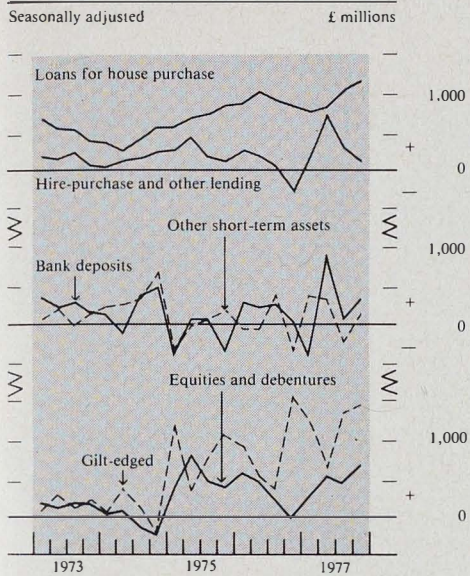 Seasonally adjusted £ millions
Loans for house purchase
1,000
+
0
Hire-purchase and other lending
—
Other short-term assets
1,000
Bank deposits
+
0
—
Equities and debentures
1,000
Gilt-edged
+
0
1973 1975 1977